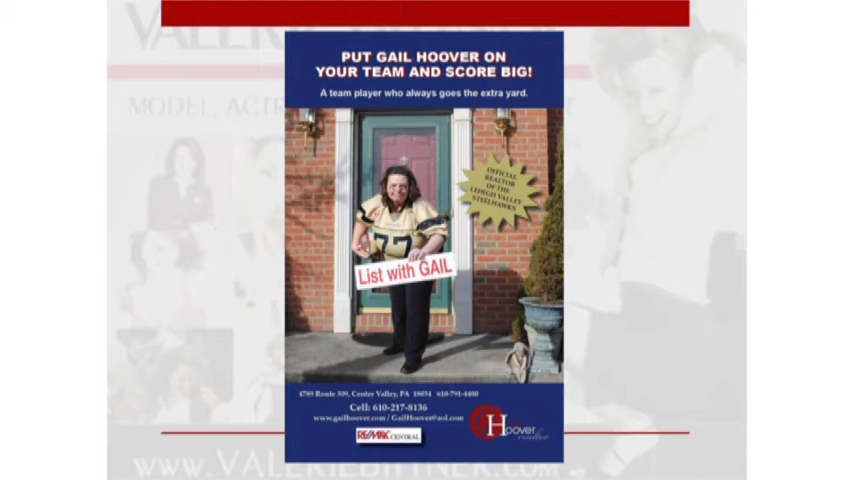 PUT GAIL HOOVER ON
YOUR TEAM AND SCORE BIG!
A team player who always goes the extra yard.
OFFICIAL
REALTOR
OF THE
LEHIGH VALLEY
STEELHAWKS
77
List with GAIL
4789 Route 309, Center Valley, PA 18034 610-791-4400
Cell: 610-217-8136
www.gailhoover.com / GailHoover@aol.com
RE/MAX CENTRAL
Hoover
realtor
MODEL, ACTR
www.VALERIEBITTNER.COM